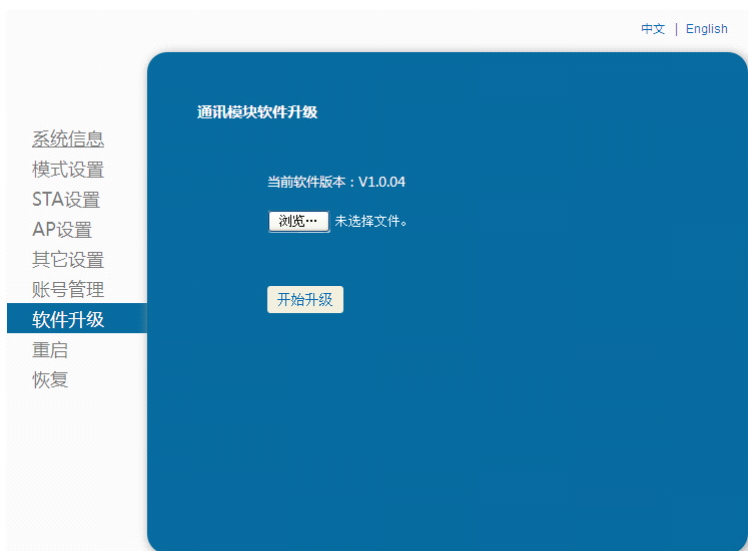 中文 | English
通讯模块软件升级
系统信息
模式设置
STA设置
AP设置
其它设置
账号管理
软件升级
重启
恢复
当前软件版本：V1.0.04
浏览… 未选择文件。
开始升级